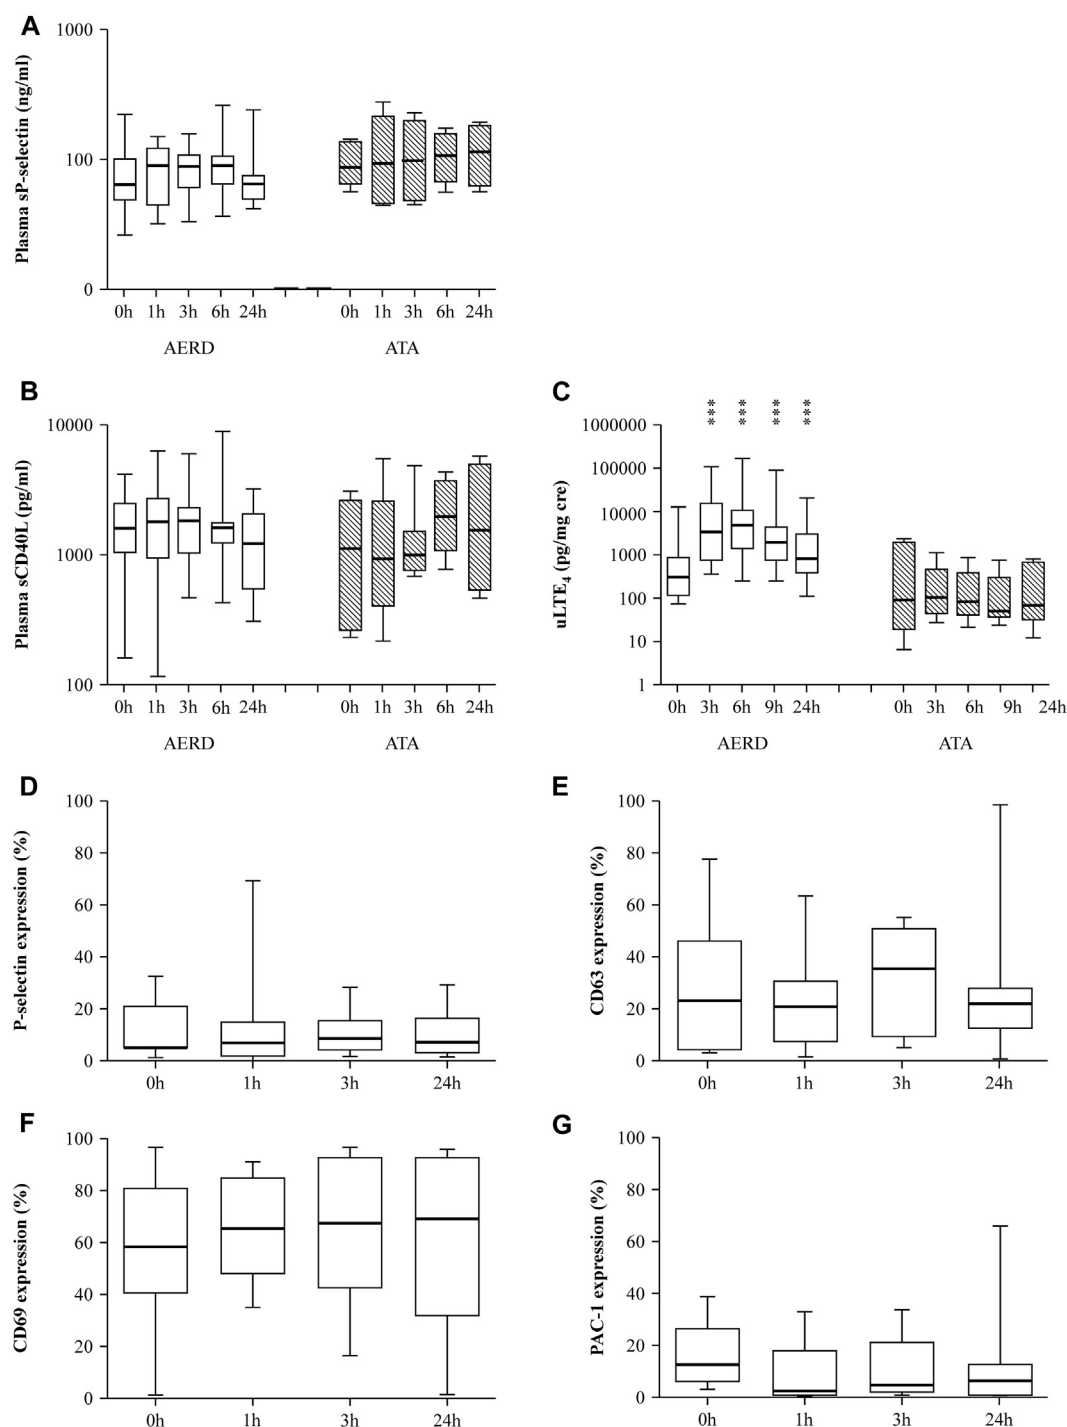 A
Plasma sP-selectin (ng/ml)
1000
100
0
0h 1h 3h 6h 24h 0h 1h 3h 6h 24h
AERD ATA
B
Plasma sCD40L (pg/ml)
10000
1000
100
0h 1h 3h 6h 24h 0h 1h 3h 6h 24h
AERD ATA
C
uLTE4 (pg/mg cre)
*** *** *** ***
1000000
100000
10000
1000
100
10
1
0h 3h 6h 9h 24h 0h 3h 6h 9h 24h
AERD ATA
D
P-selectin expression (%)
100
80
60
40
20
0
0h 1h 3h 24h
E
CD63 expression (%)
100
80
60
40
20
0
0h 1h 3h 24h
F
CD69 expression (%)
100
80
60
40
20
0
0h 1h 3h 24h
G
PAC-1 expression (%)
100
80
60
40
20
0
0h 1h 3h 24h